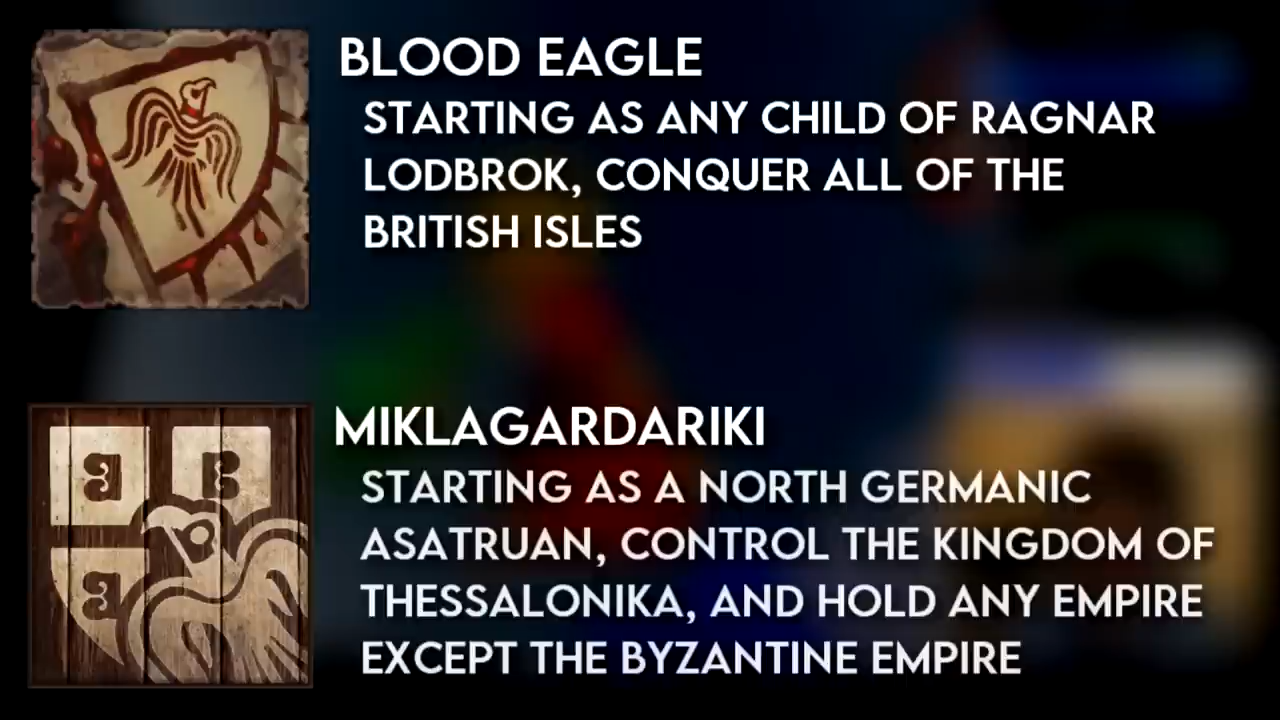 BLOOD EAGLE
STARTING AS ANY CHILD OF RAGNAR
LODBROK, CONQUER ALL OF THE
BRITISH ISLES
MIKLAGARDARIKI
STARTING AS A NORTH GERMANIC
ASATRUAN, CONTROL THE KINGDOM OF
THESSALONIKA, AND HOLD ANY EMPIRE
EXCEPT THE BYZANTINE EMPIRE